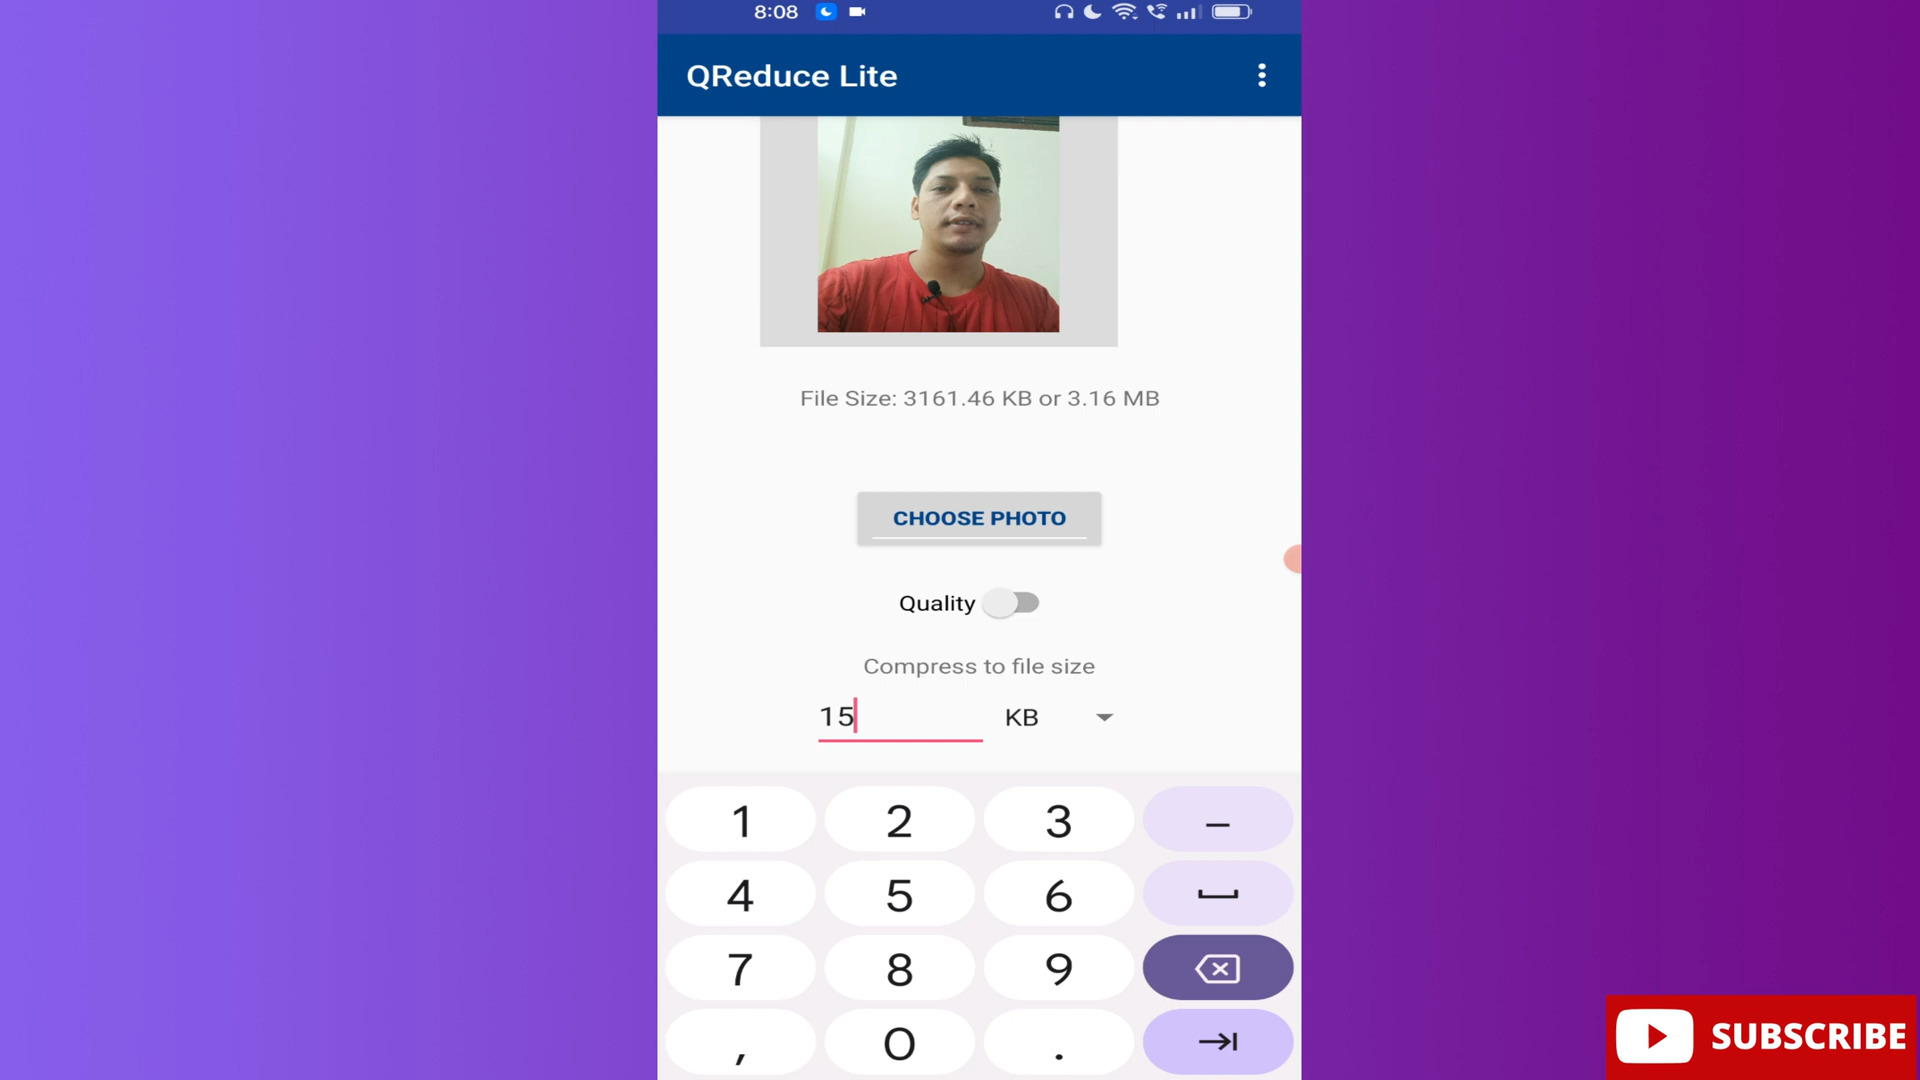 8:08
QReduce Lite
File Size: 3161.46 KB or 3.16 MB
CHOOSE PHOTO
Quality
Compress to file size
15 KB
1 2 3 –
4 5 6
7 8 9
, 0 .
SUBSCRIBE